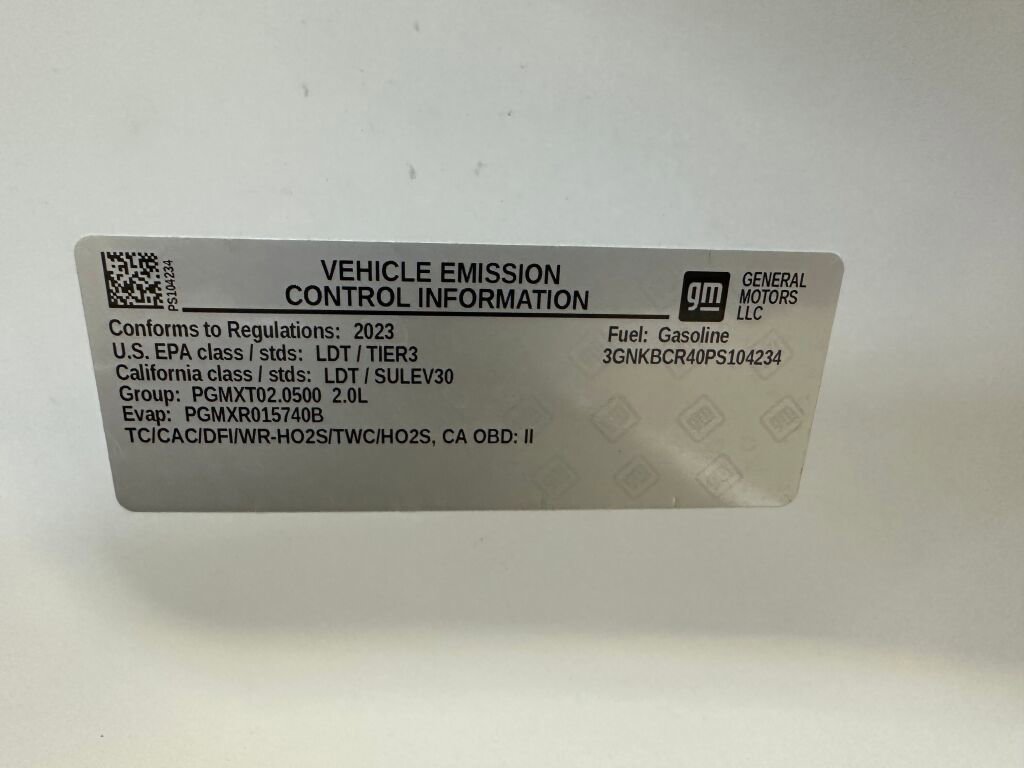 PS104234
VEHICLE EMISSION
CONTROL INFORMATION
gm
GENERAL
MOTORS
LLC
Conforms to Regulations: 2023
U.S. EPA class / stds: LDT / TIER3
California class / stds: LDT / SULEV30
Group: PGMXT02.0500 2.0L
Evap: PGMXR015740B
TC/CAC/DFI/WR-HO2S/TWC/HO2S, CA OBD: II
Fuel: Gasoline
3GNKBCR40PS104234